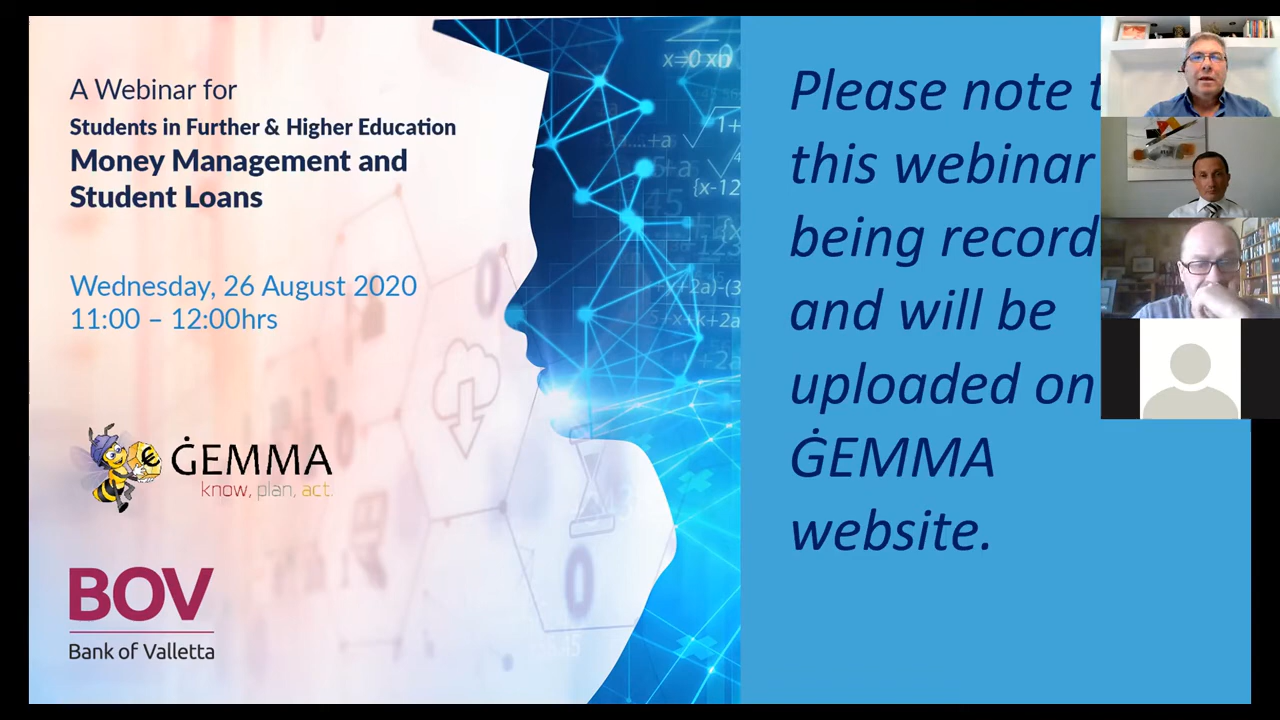 A Webinar for
Students in Further & Higher Education
Money Management and
Student Loans
Wednesday, 26 August 2020
11:00 – 12:00hrs
ĠEMMA
know, plan, act.
BOV
Bank of Valletta
x=0
Please note
this webinar
being record
and will be
uploaded on
ĠEMMA
website.